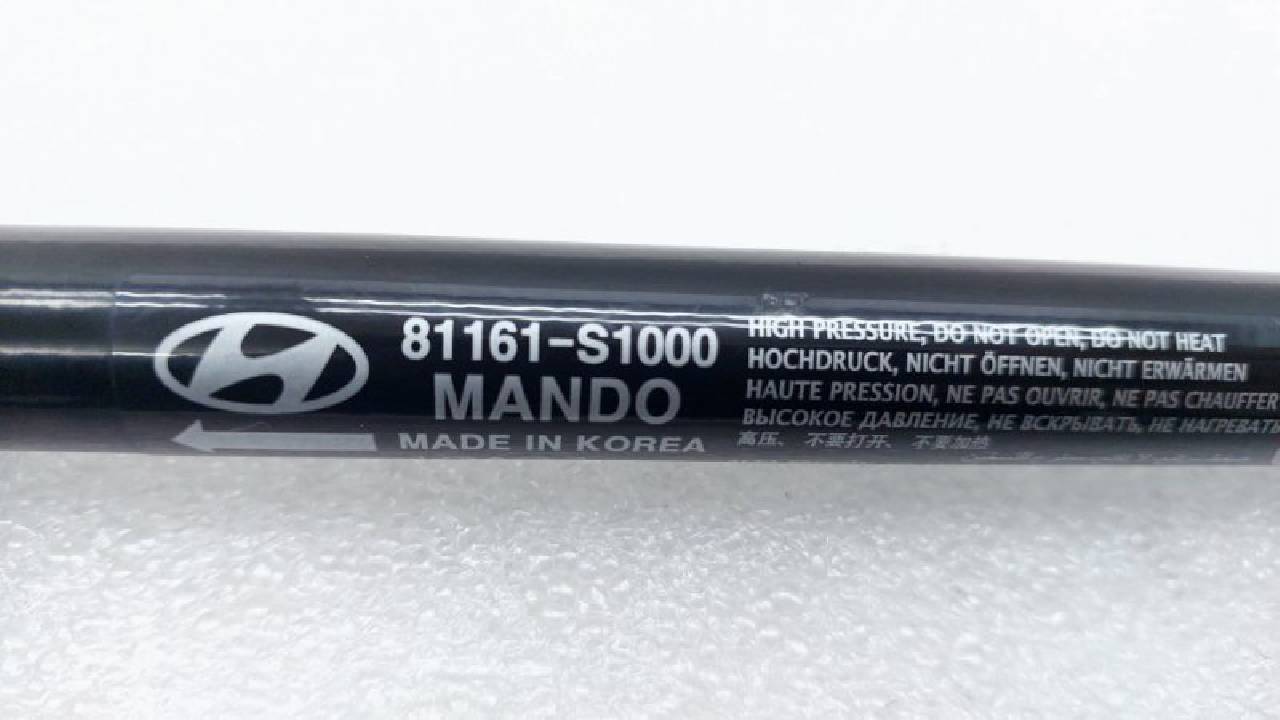 81161-S1000
MANDO
MADE IN KOREA
HIGH PRESSURE, DO NOT OPEN, DO NOT HEAT
HOCHDRUCK, NICHT ÖFFNEN, NICHT ERWÄRMEN
HAUTE PRESSION, NE PAS OUVRIR, NE PAS CHAUFFER
ВЫСОКОЕ ДАВЛЕНИЕ, НЕ ВСКРЫВАТЬ, НЕ НАГРЕВАТЬ
高压、 不要打开、 不要加热